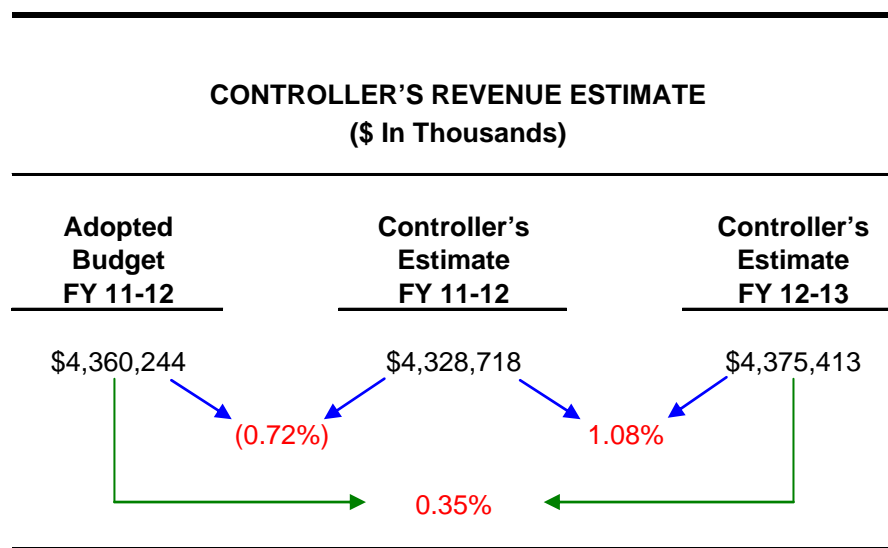 CONTROLLER'S REVENUE ESTIMATE
($ In Thousands)
Adopted
Budget
FY 11-12
Controller's
Estimate
FY 11-12
Controller's
Estimate
FY 12-13
$4,360,244
$4,328,718
$4,375,413
(0.72%)
1.08%
0.35%